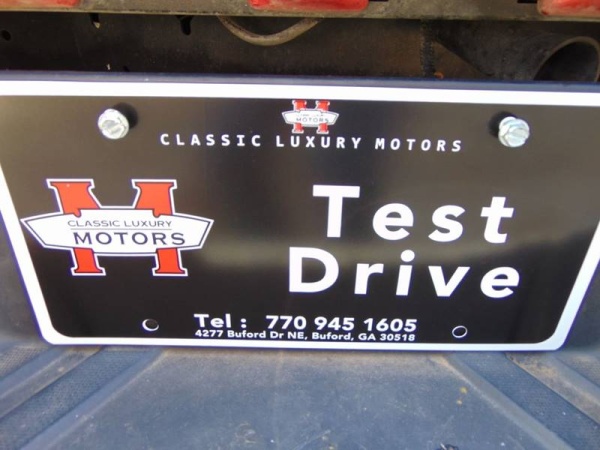 CLASSIC LUXURY MOTORS
CLASSIC LUXURY
MOTORS
H
Test
Drive
Tel : 770 945 1605
4277 Buford Dr NE, Buford, GA 30518